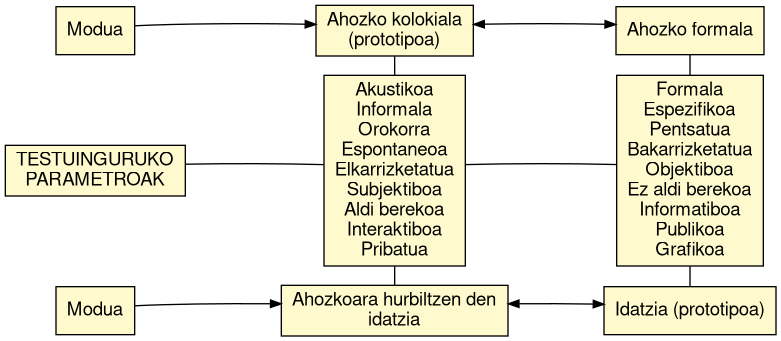 Modua
Ahozko kolokiala
(prototipoa)
Ahozko formala
TESTUINGURUKO
PARAMETROAK
Akustikoa
Informala
Orokorra
Espontaneoa
Elkarrizketatua
Subjektiboa
Aldi berekoa
Interaktiboa
Pribatua
Formala
Espezifikoa
Pentsatua
Bakarrizketatua
Objektiboa
Ez aldi berekoa
Informatiboa
Publikoa
Grafikoa
Modua
Ahozkoara hurbiltzen den
idatzia
Idatzia (prototipoa)